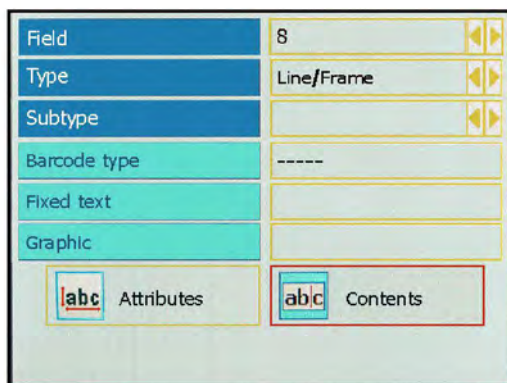 Field 8
Type Line/Frame
Subtype
Barcode type -----
Fixed text
Graphic
abc Attributes abc Contents